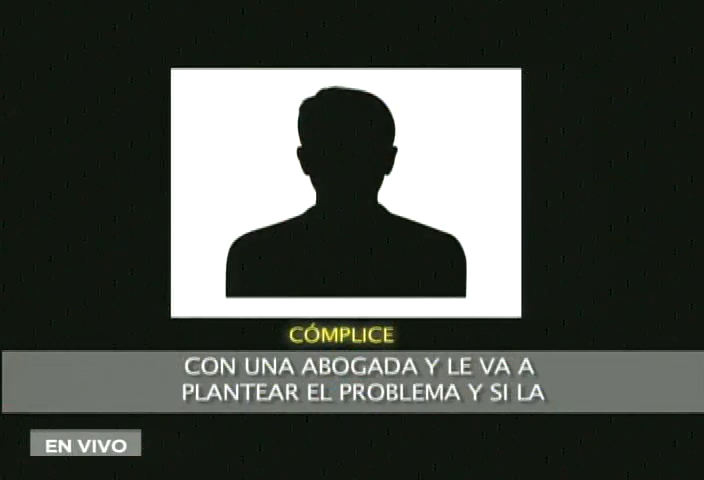 CÓMPLICE
CON UNA ABOGADA Y LE VA A
PLANTEAR EL PROBLEMA Y SI LA
EN VIVO